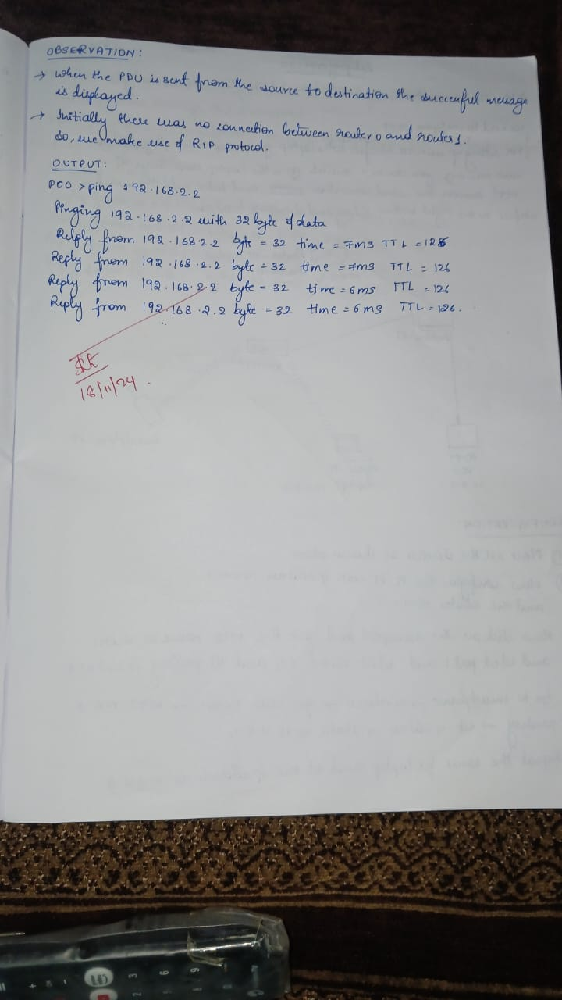 OBSERVATION:
→ When the PDU is sent from the source to destination the successful message
is displayed.
→ Initially there was no connection between router 0 and router 1.
So, we make use of RIP protocol.
OUTPUT:
PC0 > ping 192.168.2.2
Pinging 192.168.2.2 with 32 byte of data
Relply from 192.168.2.2 byte = 32 time = 7ms TTL = 126
Reply from 192.168.2.2 byte = 32 time = 7ms TTL = 126
Reply from 192.168.2.2 byte = 32 time = 6ms TTL = 126
Reply from 192.168.2.2 byte = 32 time = 6ms TTL = 126.
18/11/24